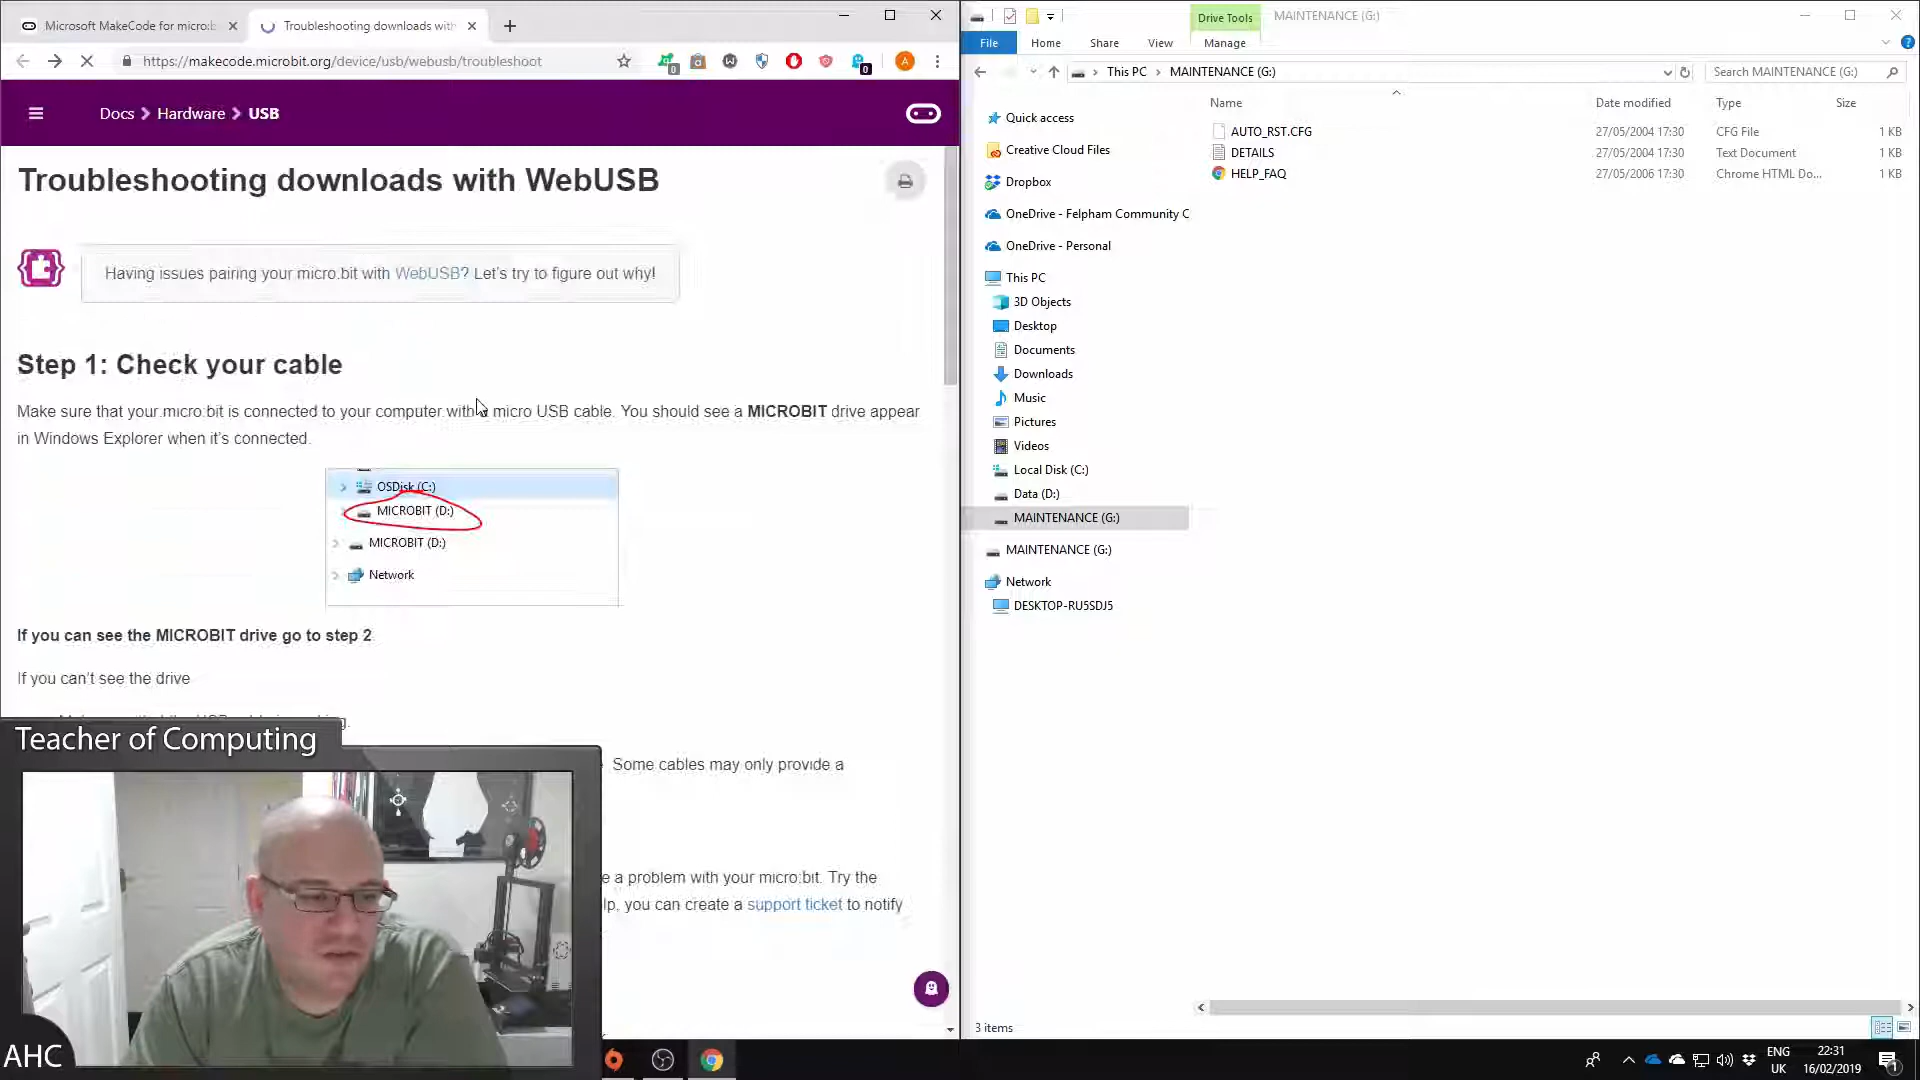 Microsoft MakeCode for micro:b
Troubleshooting downloads with
https://makecode.microbit.org/device/usb/webusb/troubleshoot
0
0
A
Docs
Hardware
USB
Troubleshooting downloads with WebUSB
Having issues pairing your micro:bit with WebUSB? Let's try to figure out why!
Step 1: Check your cable
Make sure that your micro:bit is connected to your computer with a micro USB cable. You should see a MICROBIT drive appear
in Windows Explorer when it's connected.
OSDisk (C:)
MICROBIT (D:)
MICROBIT (D:)
Network
If you can see the MICROBIT drive go to step 2
If you can't see the drive
Some cables may only provide a
e a problem with your micro:bit. Try the
lp, you can create a support ticket to notify
Teacher of Computing
AHC
Drive Tools
MAINTENANCE (G:)
File
Home
Share
View
Manage
This PC
MAINTENANCE (G:)
Search MAINTENANCE (G:)
Name
Date modified
Type
Size
AUTO_RST.CFG
27/05/2004 17:30
CFG File
1 KB
DETAILS
27/05/2004 17:30
Text Document
1 KB
HELP_FAQ
27/05/2006 17:30
Chrome HTML Do...
1 KB
Quick access
Creative Cloud Files
Dropbox
OneDrive - Felpham Community C
OneDrive - Personal
This PC
3D Objects
Desktop
Documents
Downloads
Music
Pictures
Videos
Local Disk (C:)
Data (D:)
MAINTENANCE (G:)
MAINTENANCE (G:)
Network
DESKTOP-RU5SDJ5
3 items
ENG
UK
22:31
16/02/2019
1